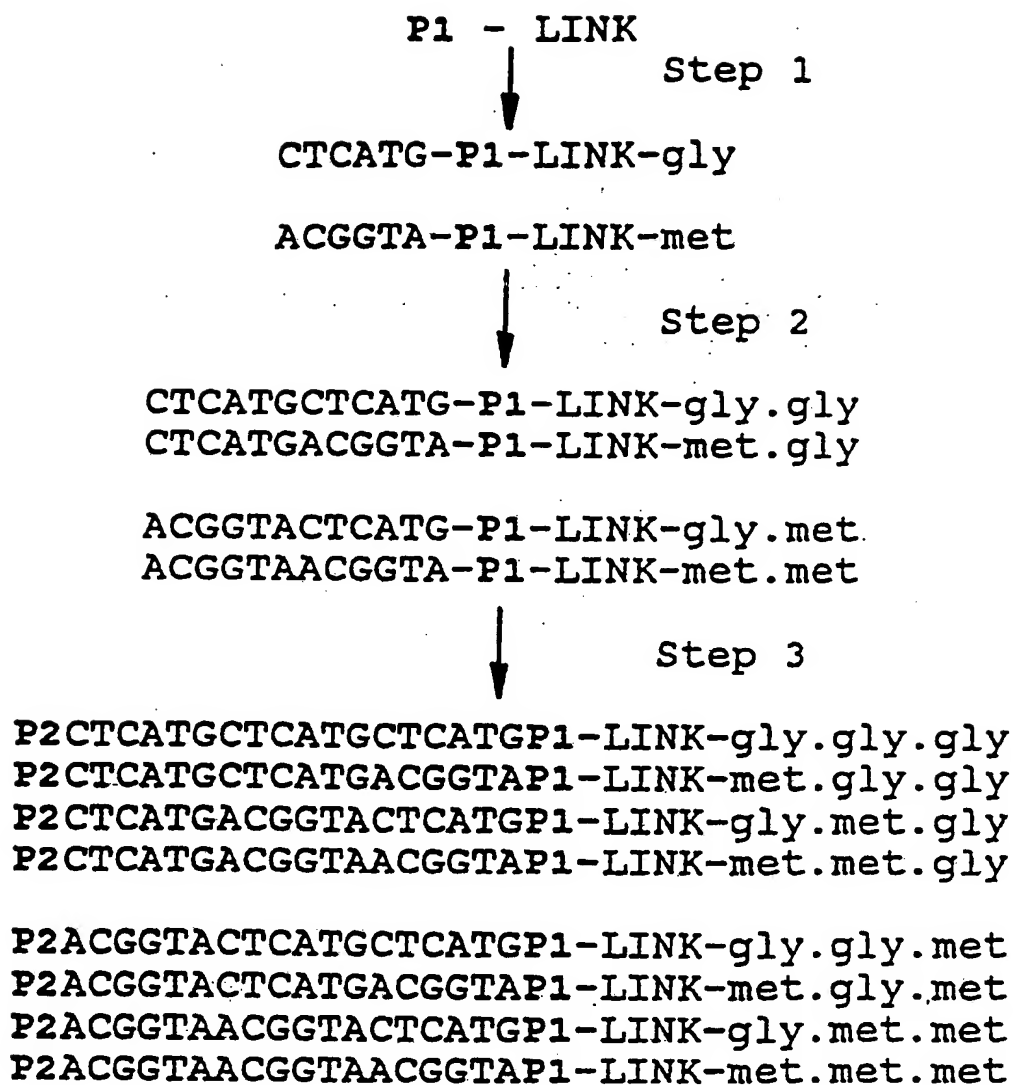 P1 - LINK
Step 1
CTCATG-P1-LINK-gly
ACGGTA-P1-LINK-met
Step 2
CTCATGCTCATG-P1-LINK-gly.gly
CTCATGACGGTA-P1-LINK-met.gly
ACGGTACTCATG-P1-LINK-gly.met
ACGGTAACGGTA-P1-LINK-met.met
Step 3
P2CTCATGCTCATGCTCATGP1-LINK-gly.gly.gly
P2CTCATGCTCATGACGGTAP1-LINK-met.gly.gly
P2CTCATGACGGTACTCATGP1-LINK-gly.met.gly
P2CTCATGACGGTAACGGTAP1-LINK-met.met.gly
P2ACGGTACTCATGCTCATGP1-LINK-gly.gly.met
P2ACGGTACTCATGACGGTAP1-LINK-met.gly.met
P2ACGGTAACGGTACTCATGP1-LINK-gly.met.met
P2ACGGTAACGGTAACGGTAP1-LINK-met.met.met